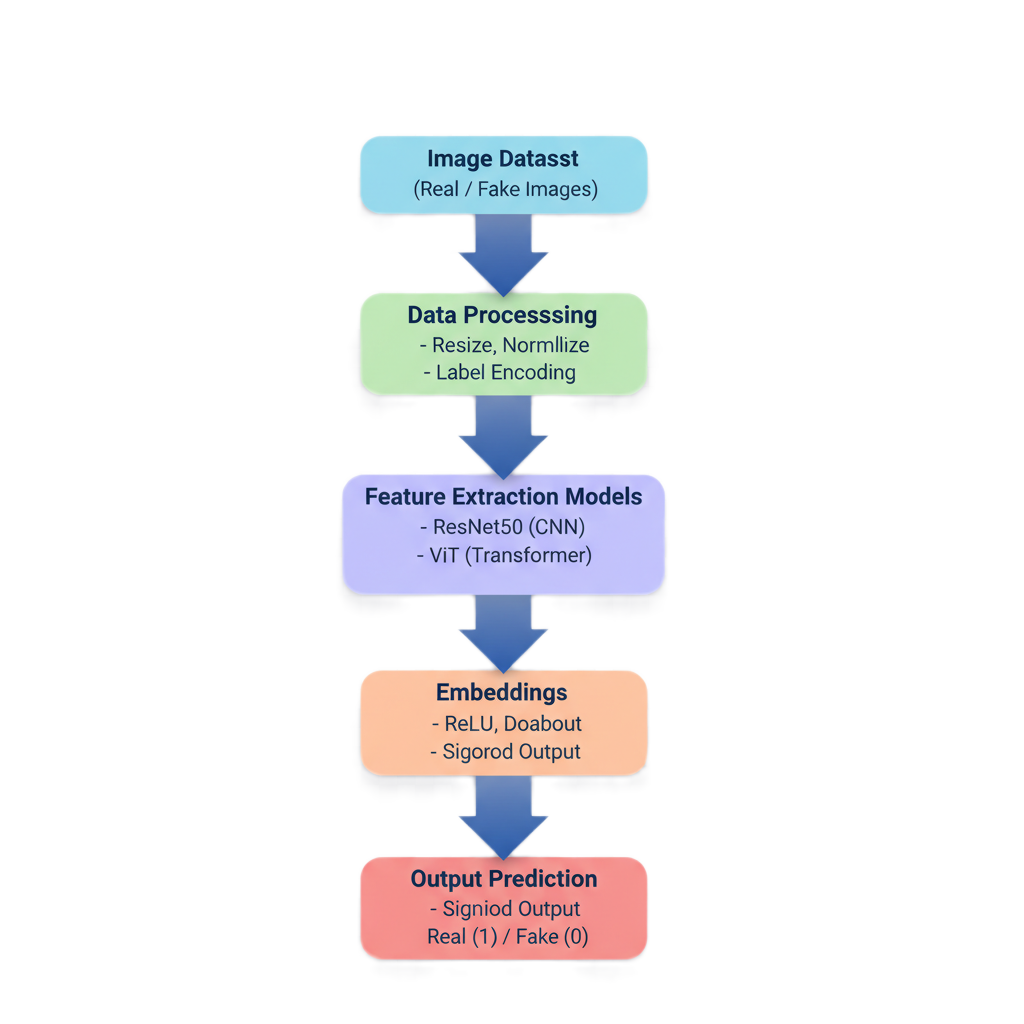 Image Datasst
(Real / Fake Images)
Data Processsing
- Resize, Normllize
- Label Encoding
Feature Extraction Models
- ResNet50 (CNN)
- ViT (Transformer)
Embeddings
- ReLU, Doabout
- Sigorod Output
Output Prediction
- Signiod Output
Real (1) / Fake (0)